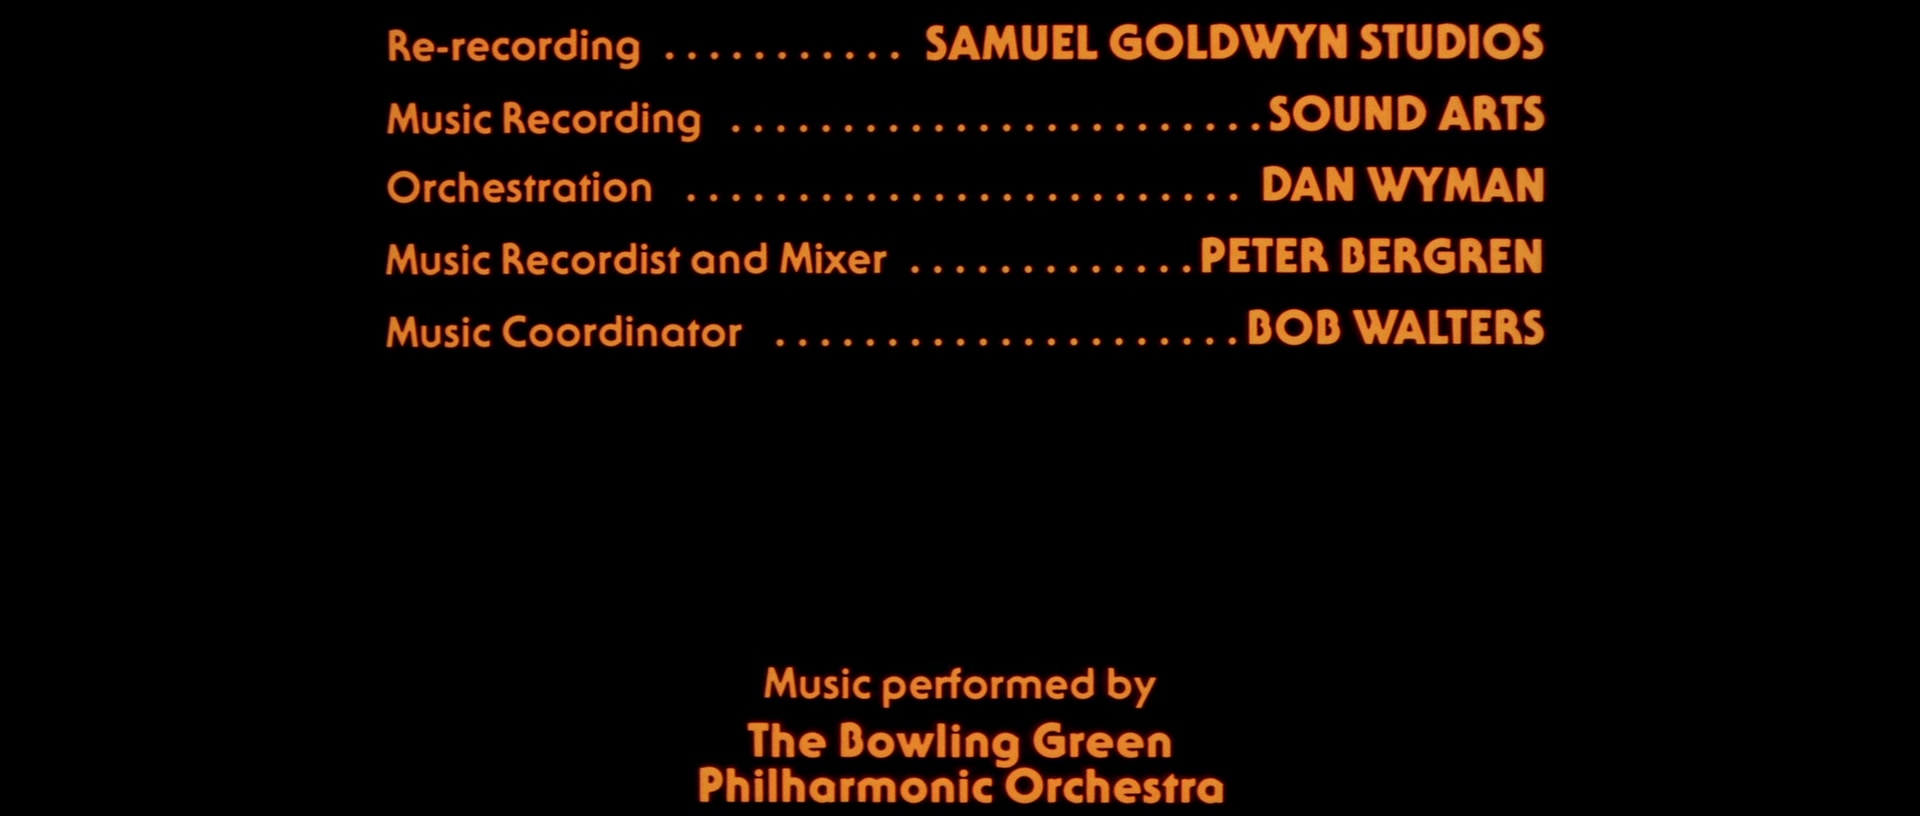 Re-recording ........... SAMUEL GOLDWYN STUDIOS
Music Recording ........................ SOUND ARTS
Orchestration ......................... DAN WYMAN
Music Recordist and Mixer ............. PETER BERGREN
Music Coordinator ..................... BOB WALTERS
Music performed by
The Bowling Green
Philharmonic Orchestra